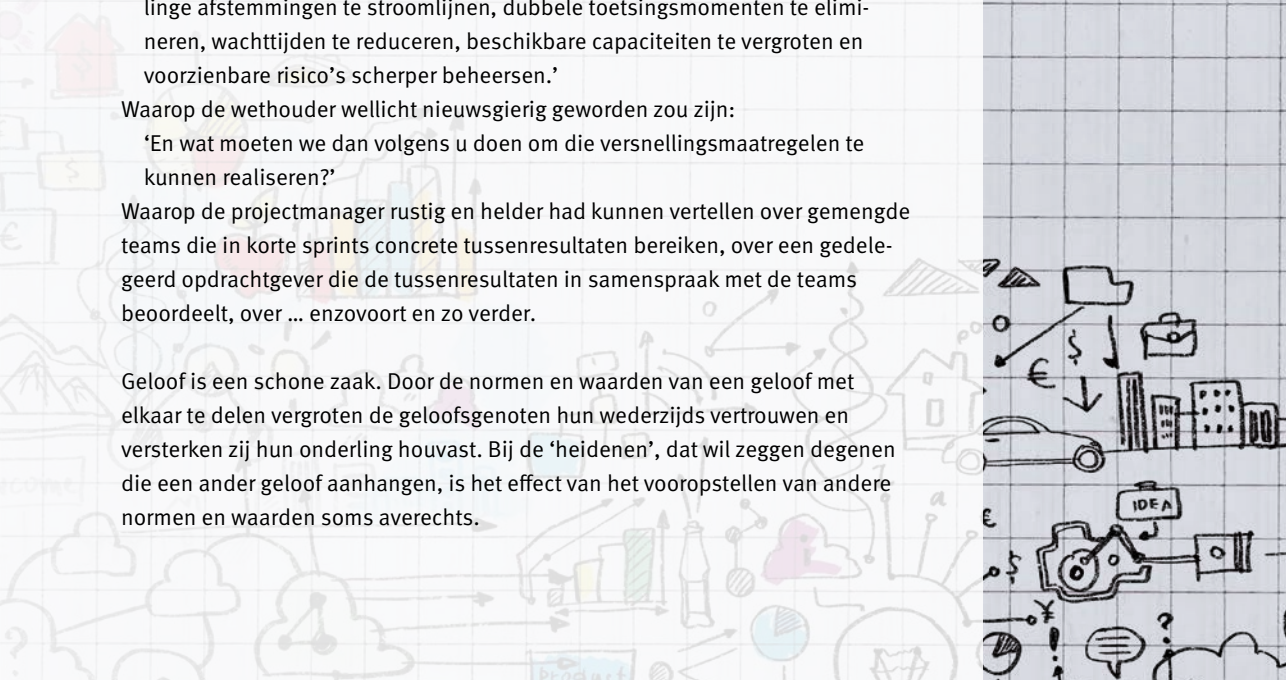 linge afstemmingen te stroomlijnen, dubbele toetsingsmomenten te elimi-
neren, wachttijden te reduceren, beschikbare capaciteiten te vergroten en
voorzienbare risico’s scherper beheersen.’
Waarop de wethouder wellicht nieuwsgierig geworden zou zijn:
‘En wat moeten we dan volgens u doen om die versnellingsmaatregelen te
kunnen realiseren?’
Waarop de projectmanager rustig en helder had kunnen vertellen over gemengde
teams die in korte sprints concrete tussenresultaten bereiken, over een gedele-
geerd opdrachtgever die de tussenresultaten in samenspraak met de teams
beoordeelt, over ... enzovoort en zo verder.
Geloof is een schone zaak. Door de normen en waarden van een geloof met
elkaar te delen vergroten de geloofsgenoten hun wederzijds vertrouwen en
versterken zij hun onderling houvast. Bij de ‘heidenen’, dat wil zeggen degenen
die een ander geloof aanhangen, is het effect van het vooropstellen van andere
normen en waarden soms averechts.
$
€
IDEA
€
$
¥
?
product